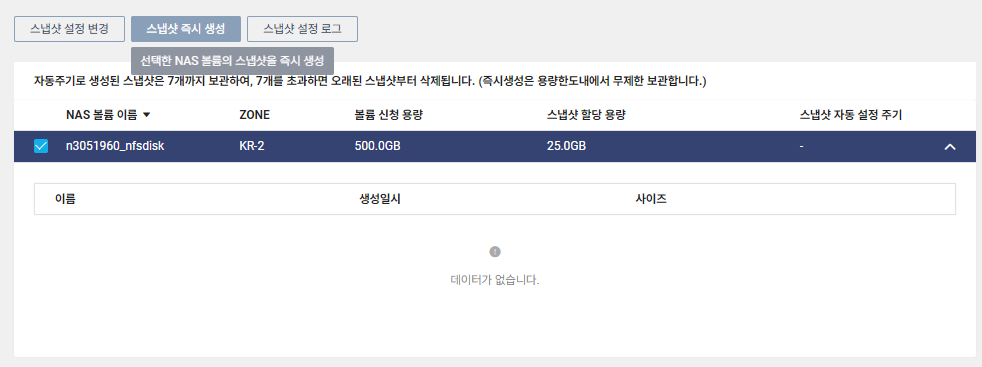 스냅샷 설정 변경 스냅샷 즉시 생성 스냅샷 설정 로그
선택한 NAS 볼륨의 스냅샷을 즉시 생성
자동주기로 생성된 스냅샷은 7개까지 보관하여, 7개를 초과하면 오래된 스냅샷부터 삭제됩니다. (즉시생성은 용량한도내에서 무제한 보관합니다.)
NAS 볼륨 이름 ZONE 볼륨 신청 용량 스냅샷 할당 용량 스냅샷 자동 설정 주기
n3051960_nfsdisk KR-2 500.0GB 25.0GB -
이름 생성일시 사이즈
데이터가 없습니다.